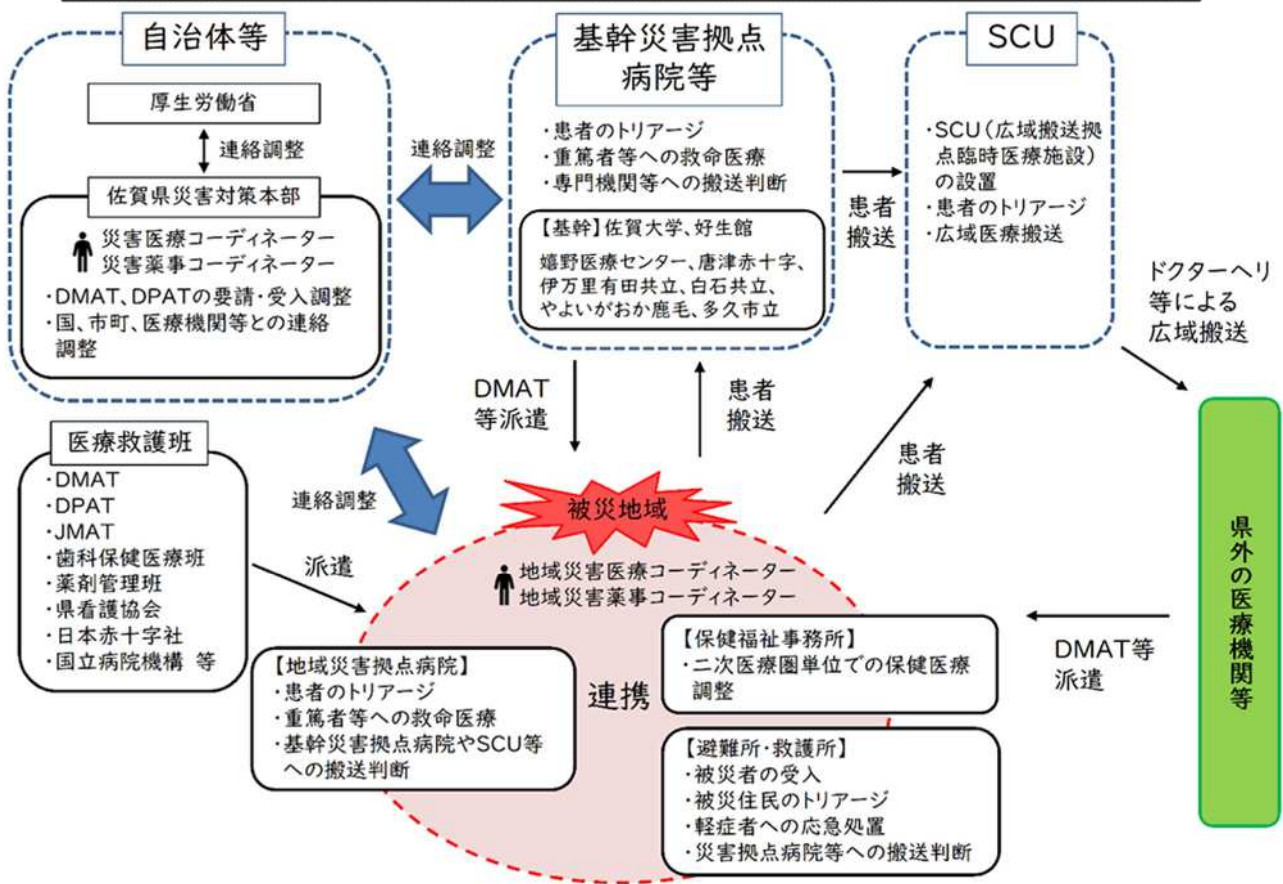 自治体等
厚生労働省
連絡調整
佐賀県災害対策本部
災害医療コーディネーター
災害薬事コーディネーター
・DMAT、DPATの要請・受入調整
・国、市町、医療機関等との連絡
調整
連絡調整
基幹災害拠点
病院等
・患者のトリアージ
・重篤者等への救命医療
・専門機関等への搬送判断
【基幹】佐賀大学、好生館
嬉野医療センター、唐津赤十字、
伊万里有田共立、白石共立、
やよいがおか鹿毛、多久市立
患者
搬送
SCU
・SCU(広域搬送拠
点臨時医療施設)
の設置
・患者のトリアージ
・広域医療搬送
ドクターヘリ
等による
広域搬送
DMAT
等派遣
患者
搬送
患者
搬送
医療救護班
・DMAT
・DPAT
・JMAT
・歯科保健医療班
・薬剤管理班
・県看護協会
・日本赤十字社
・国立病院機構 等
連絡調整
派遣
被災地域
地域災害医療コーディネーター
地域災害薬事コーディネーター
【地域災害拠点病院】
・患者のトリアージ
・重篤者等への救命医療
・基幹災害拠点病院やSCU等
への搬送判断
連携
【保健福祉事務所】
・二次医療圏単位での保健医療
調整
【避難所・救護所】
・被災者の受入
・被災住民のトリアージ
・軽症者への応急処置
・災害拠点病院等への搬送判断
DMAT等
派遣
県外の医療機関等